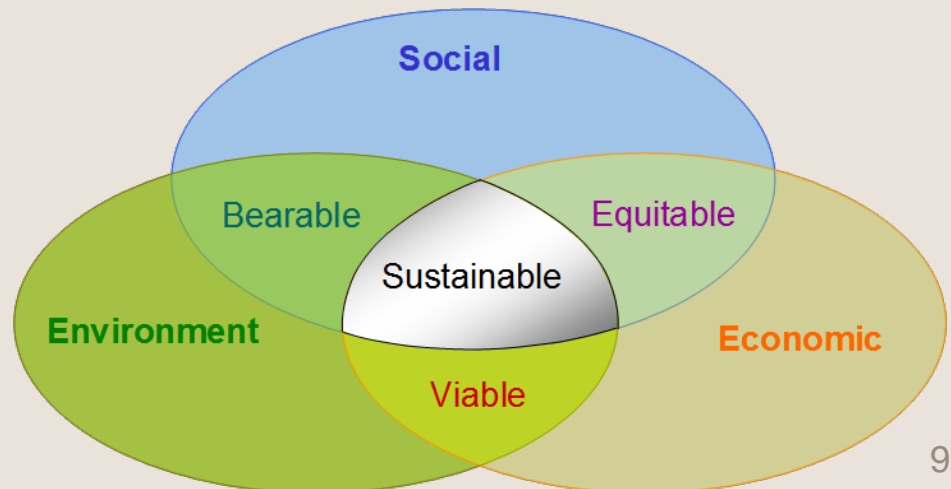 Social
Bearable
Equitable
Sustainable
Environment
Economic
Viable
9